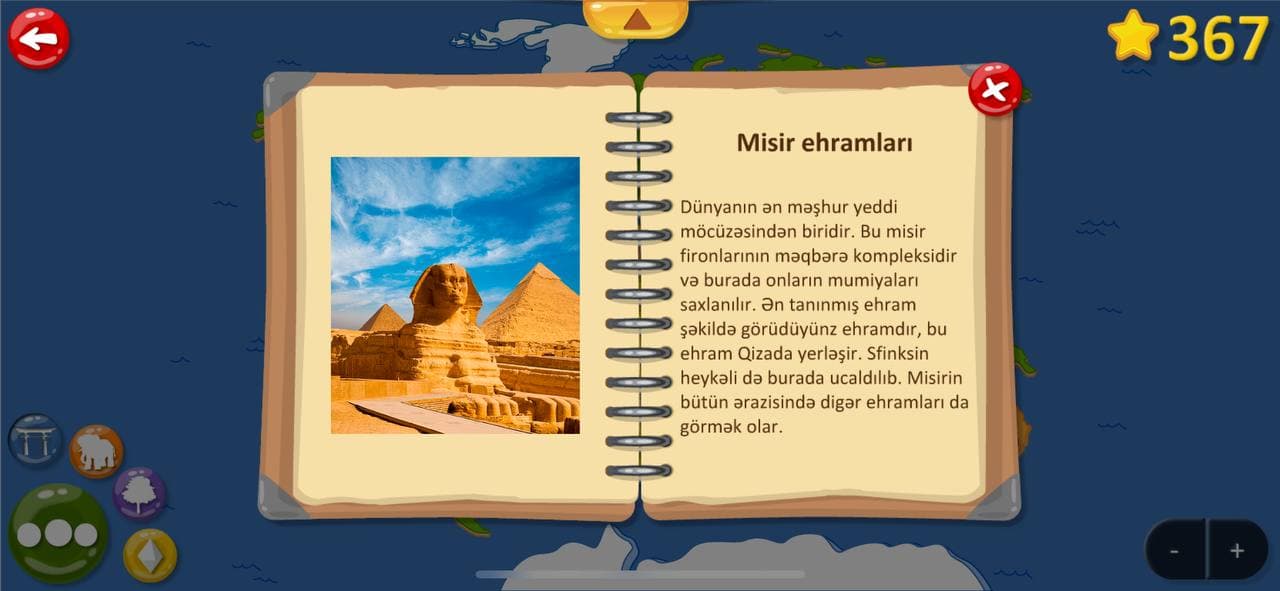 367
Misir ehramları
Dünyanın ən məşhur yeddi
möcüzəsindən biridir. Bu misir
fironlarının məqbərə kompleksidir
və burada onların mumiyaları
saxlanılır. Ən tanınmış ehram
şəkildə görüdüyünz ehramdır, bu
ehram Qizada yerləşir. Sfinksin
heykəli də burada ucaldılıb. Misirin
bütün ərazisində digər ehramları da
görmək olar.
- +